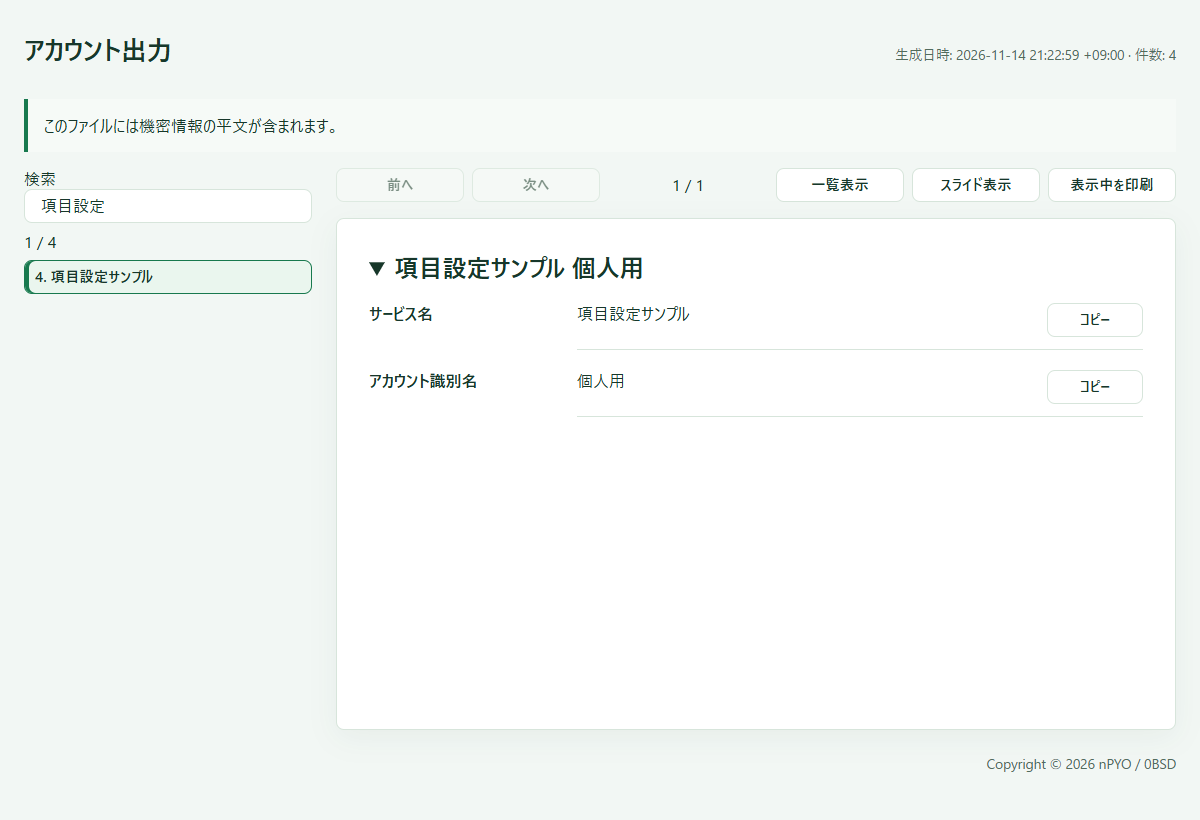 アカウント出力
生成日時: 2026-11-14 21:22:59 +09:00 · 件数: 4
このファイルには機密情報の平文が含まれます。
検索
項目設定
1 / 4
4. 項目設定サンプル
前へ
次へ
1 / 1
一覧表示
スライド表示
表示中を印刷
▼ 項目設定サンプル 個人用
サービス名
項目設定サンプル
コピー
アカウント識別名
個人用
コピー
Copyright © 2026 nPYO / 0BSD